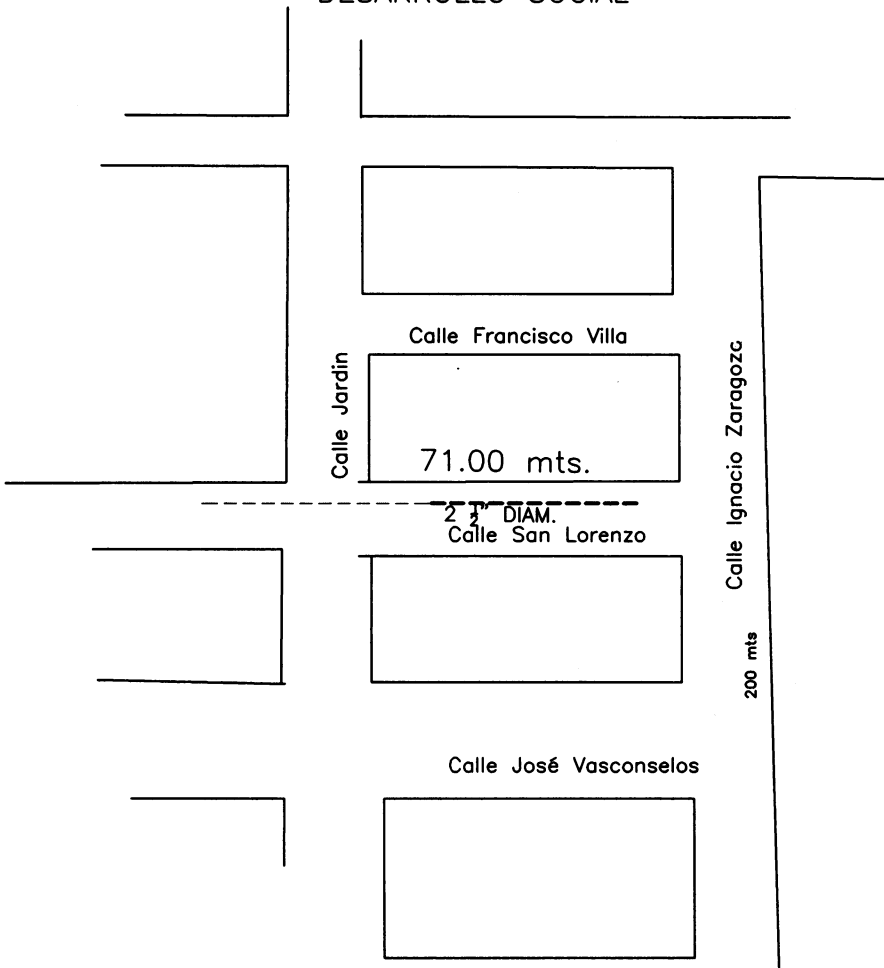 DESARROLLO SOCIAL
Calle Francisco Villa
Calle Jardin
Calle Ignacio Zaragoza
71.00 mts.
2 ½" DIAM.
Calle San Lorenzo
200 mts
Calle José Vasconselos